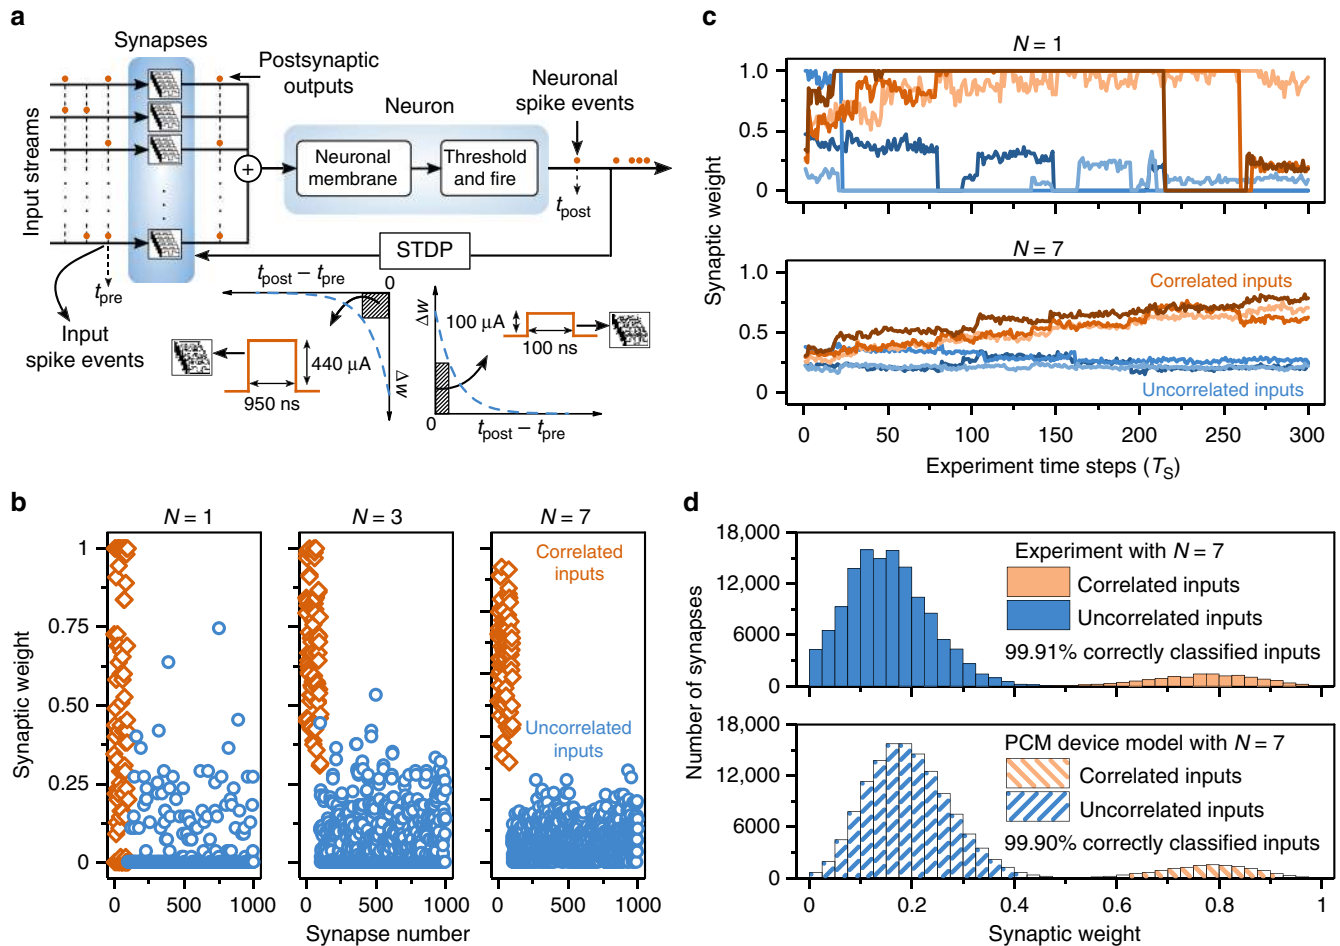 a
Synapses
Postsynaptic
outputs
Neuron
Neuronal
spike events
Input streams
Neuronal
membrane
Threshold
and fire
+
t_post
STDP
t_pre
Input
spike events
t_post – t_pre
0
Δw
440 µA
950 ns
Δw
100 µA
100 ns
0
t_post – t_pre
c
N = 1
1.0
0.5
0
Synaptic weight
N = 7
1.0
0.5
0
Correlated inputs
Uncorrelated inputs
0 50 100 150 200 250 300
Experiment time steps (T_S)
b
N = 1
N = 3
N = 7
1
0.75
0.50
0.25
0
Synaptic weight
Correlated
inputs
Uncorrelated
inputs
0 500 1000
0 500 1000
0 500 1000
Synapse number
d
18,000
12,000
6000
0
Number of synapses
Experiment with N = 7
Correlated inputs
Uncorrelated inputs
99.91% correctly classified inputs
18,000
12,000
6000
0
PCM device model with N = 7
Correlated inputs
Uncorrelated inputs
99.90% correctly classified inputs
0 0.2 0.4 0.6 0.8 1
Synaptic weight